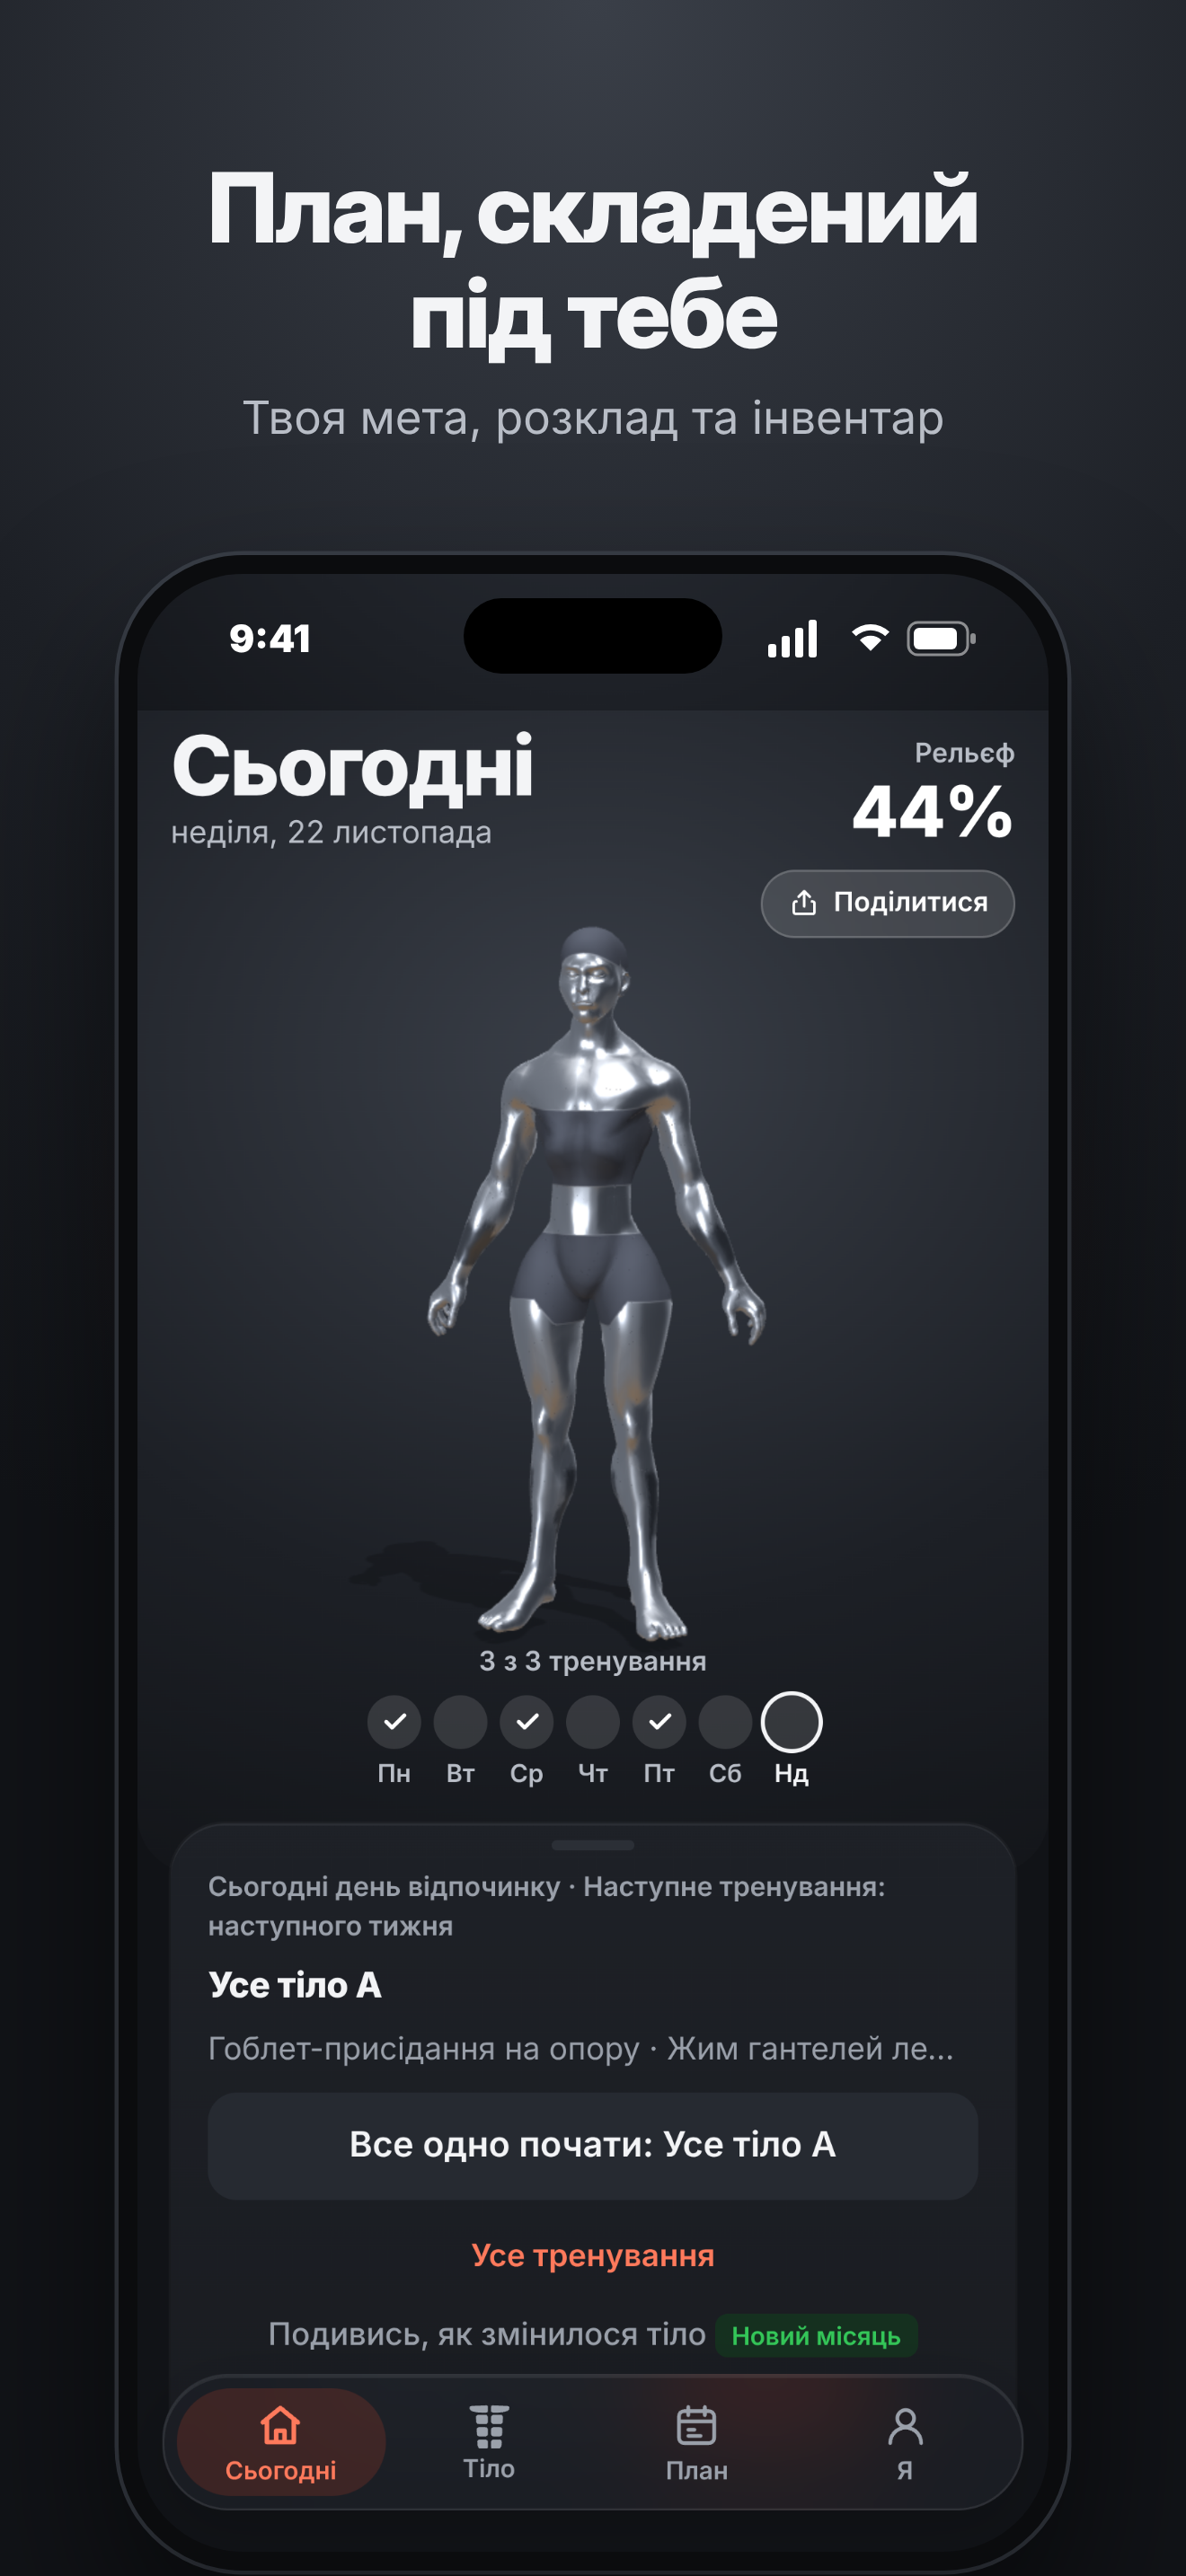 План, складений
під тебе
Твоя мета, розклад та інвентар
9:41
Сьогодні
неділя, 22 листопада
Рельєф
44%
Поділитися
3 з 3 тренування
Пн Вт Ср Чт Пт Сб Нд
Сьогодні день відпочинку · Наступне тренування:
наступного тижня
Усе тіло A
Гоблет-присідання на опору · Жим гантелей ле...
Все одно почати: Усе тіло A
Усе тренування
Подивись, як змінилося тіло Новий місяць
Сьогодні Тіло План Я